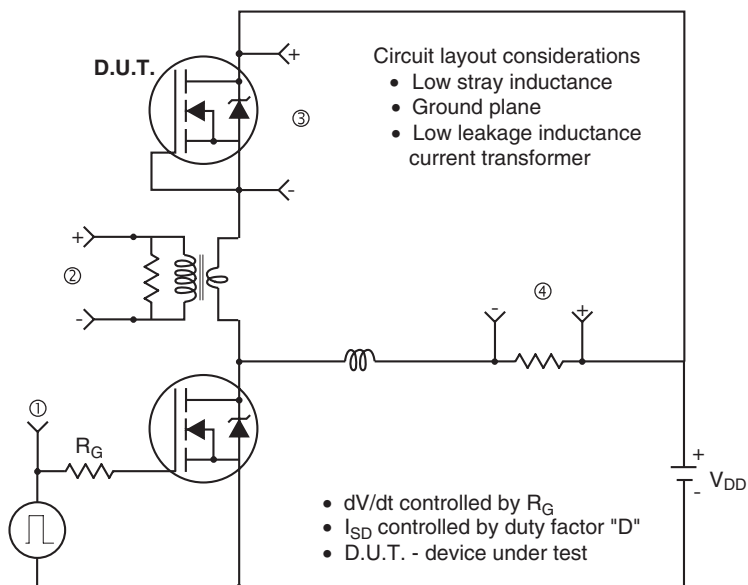 D.U.T.
+
-
③
Circuit layout considerations
• Low stray inductance
• Ground plane
• Low leakage inductance
current transformer
+
②
-
④
- +
①
R_G
+
V_DD
-
• dV/dt controlled by R_G
• I_SD controlled by duty factor "D"
• D.U.T. - device under test